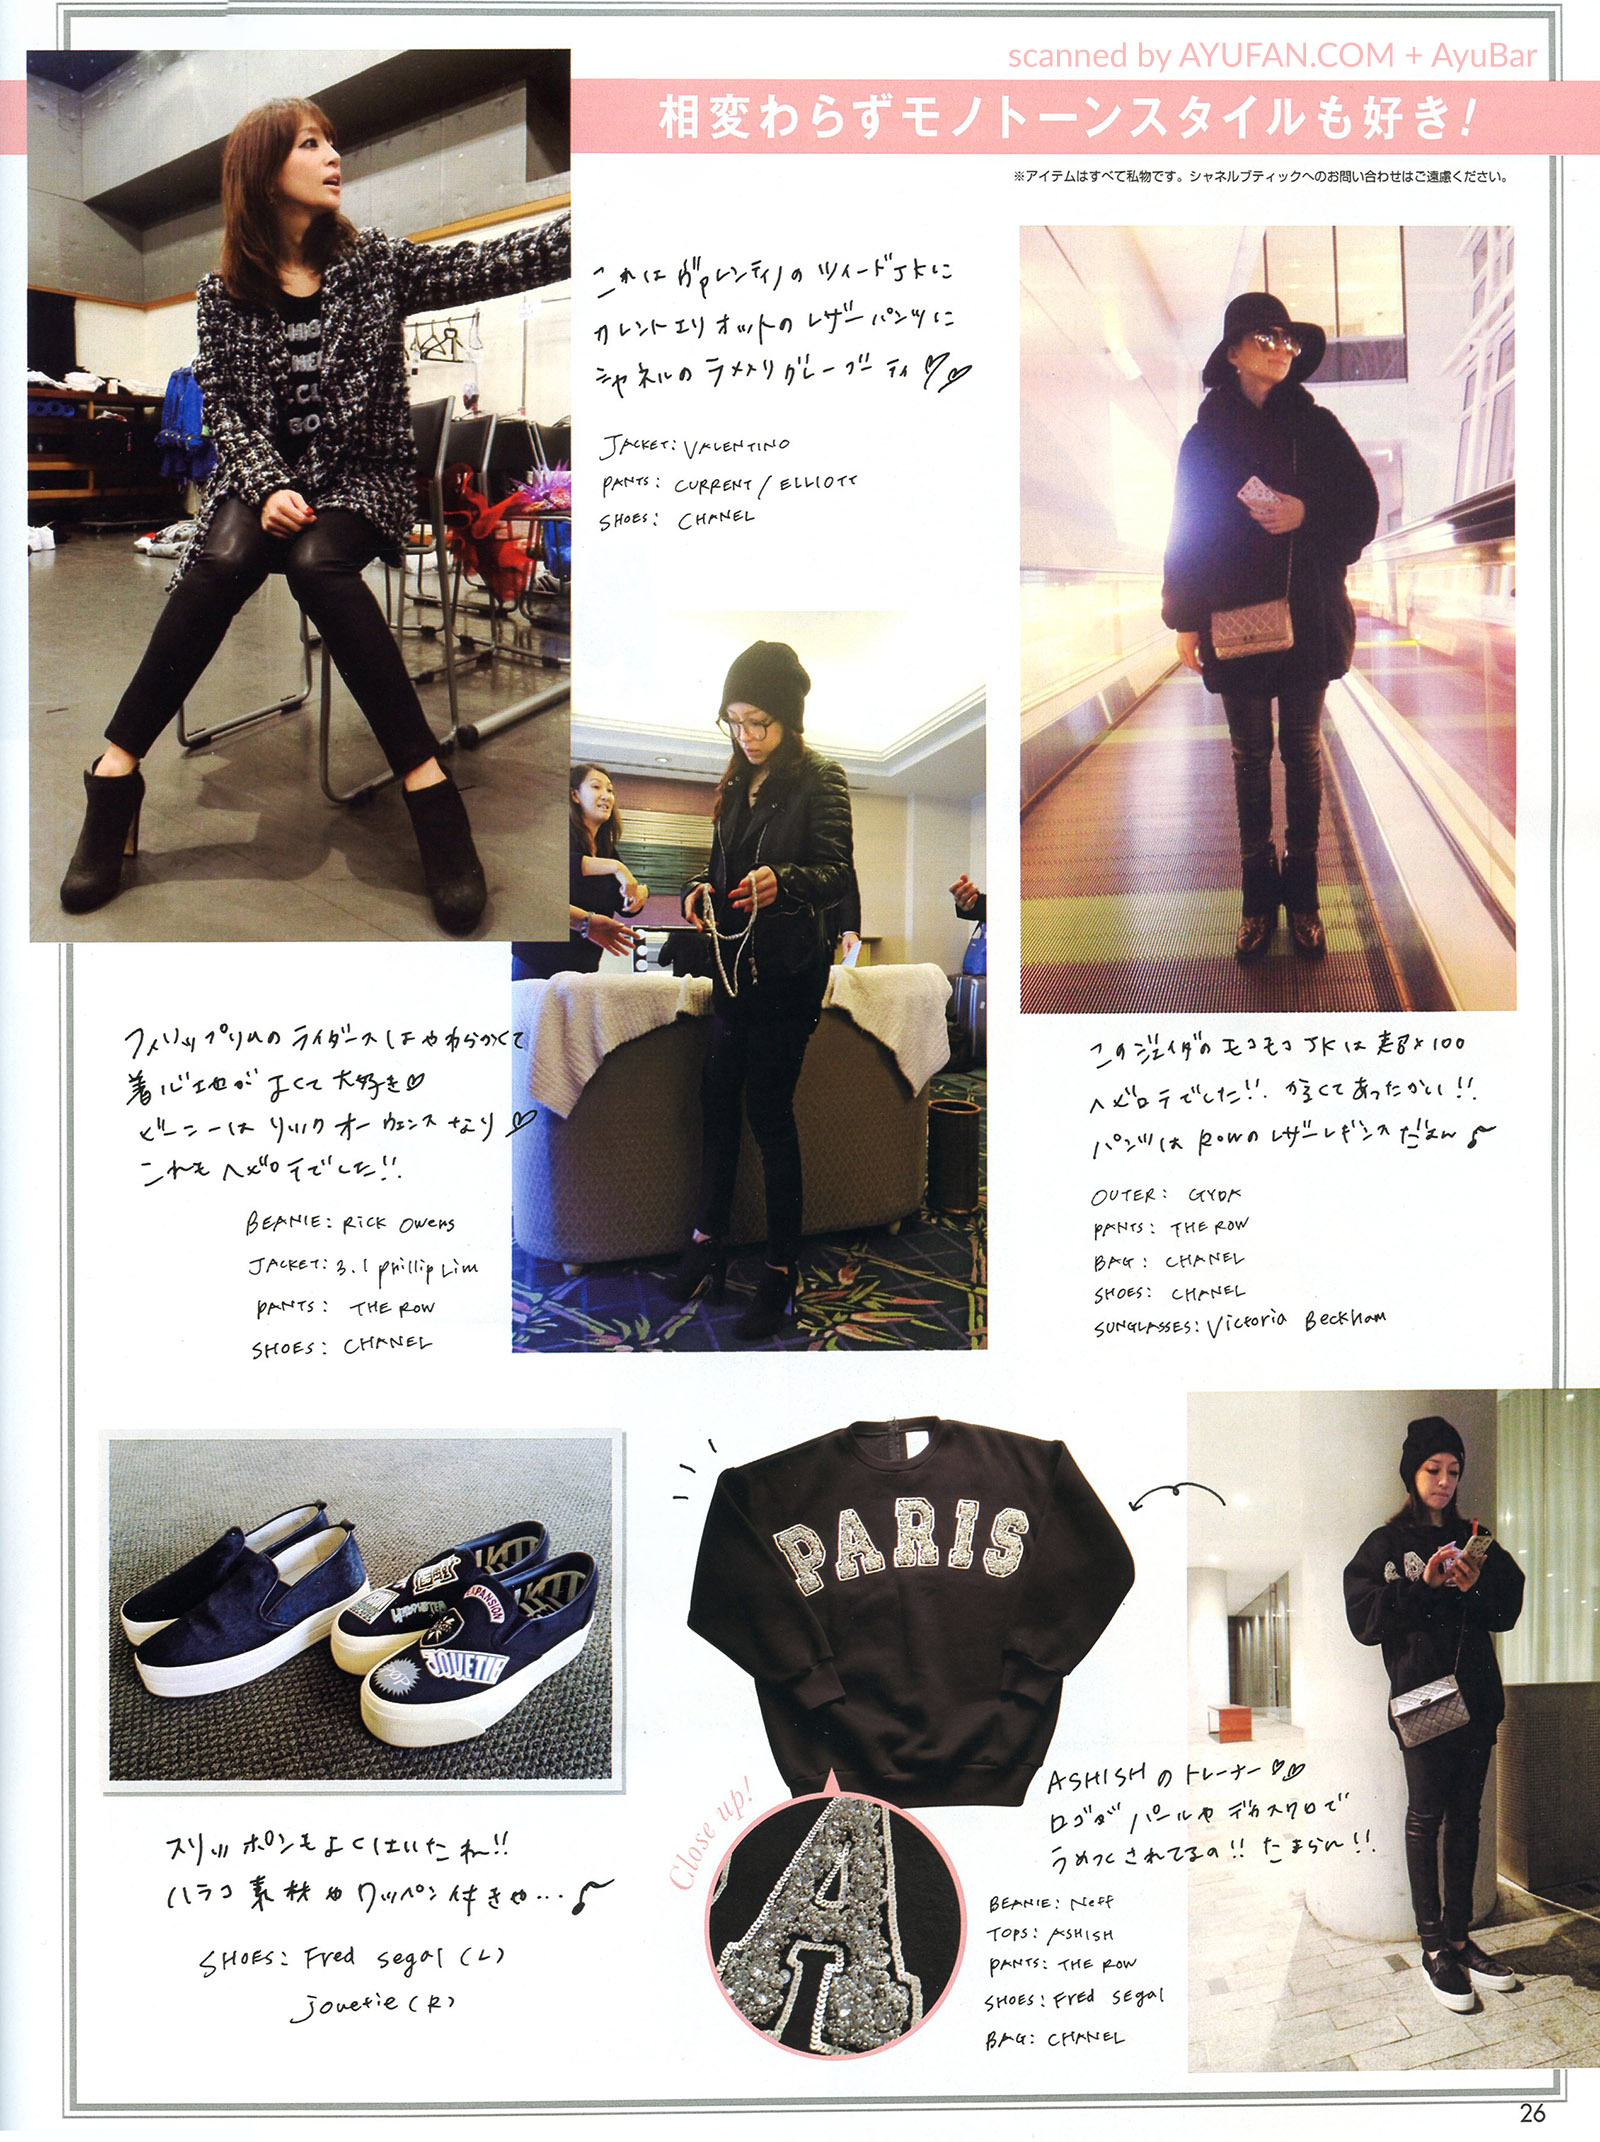 scanned by AYUFAN.COM + AyuBar
相変わらずモノトーンスタイルも好き!
※アイテムはすべて私物です。シャネルブティックへのお問い合わせはご遠慮ください。
これはヴァレンティノのツイードJKに
カレントエリオットのレザーパンツに
シャネルのラメ入りグレーブーティ♡♡
JACKET: VALENTINO
PANTS: CURRENT / ELLIOTT
SHOES: CHANEL
フィリップリムのライダースはやわらかくて
着心地がよくて大好き♡
ビーニーはリックオーウェンスなり♡
これもヘビロテでした!!
BEANIE: Rick Owens
JACKET: 3.1 phillip Lim
PANTS: THE ROW
SHOES: CHANEL
このジェイダのモコモコJKは超×100
ヘビロテでした!! かるくてあったかい!!
パンツはROWのレザーレギンスだょん♪
OUTER: GYDA
PANTS: THE ROW
BAG: CHANEL
SHOES: CHANEL
SUNGLASSES: Victoria Beckham
PARIS
Close up!
スリッポンもよくはいたね!!
ハラコ素材やワッペン付きや…♪
SHOES: Fred segal (L)
jouetie (R)
JOUETIE
POP
ASHISHのトレーナー♡♡
ロゴがパールやデカスワロで
うめつくされてるの!! たまらん!!
BEANIE: Neff
TOPS: ASHISH
PANTS: THE ROW
SHOES: FRED SEgal
BAG: CHANEL
26